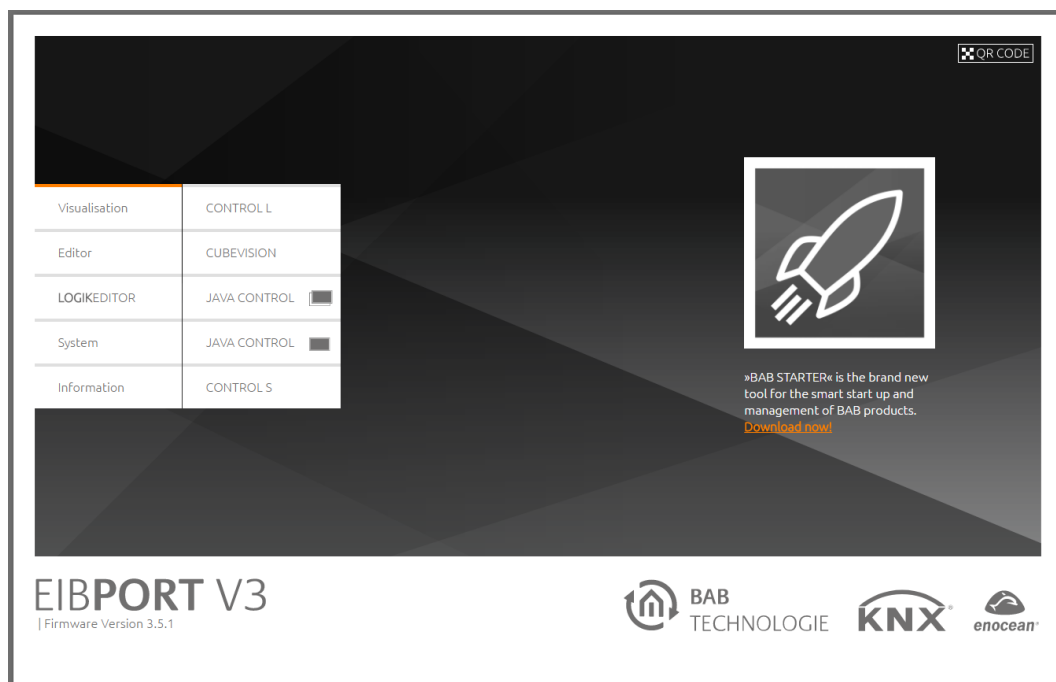 QR CODE
Visualisation
CONTROL L
Editor
CUBEVISION
LOGIKEDITOR
JAVA CONTROL
System
JAVA CONTROL
Information
CONTROL S
»BAB STARTER« is the brand new
tool for the smart start up and
management of BAB products.
Download now!
EIBPORT V3
| Firmware Version 3.5.1
BAB
TECHNOLOGIE
KNX®
enocean®